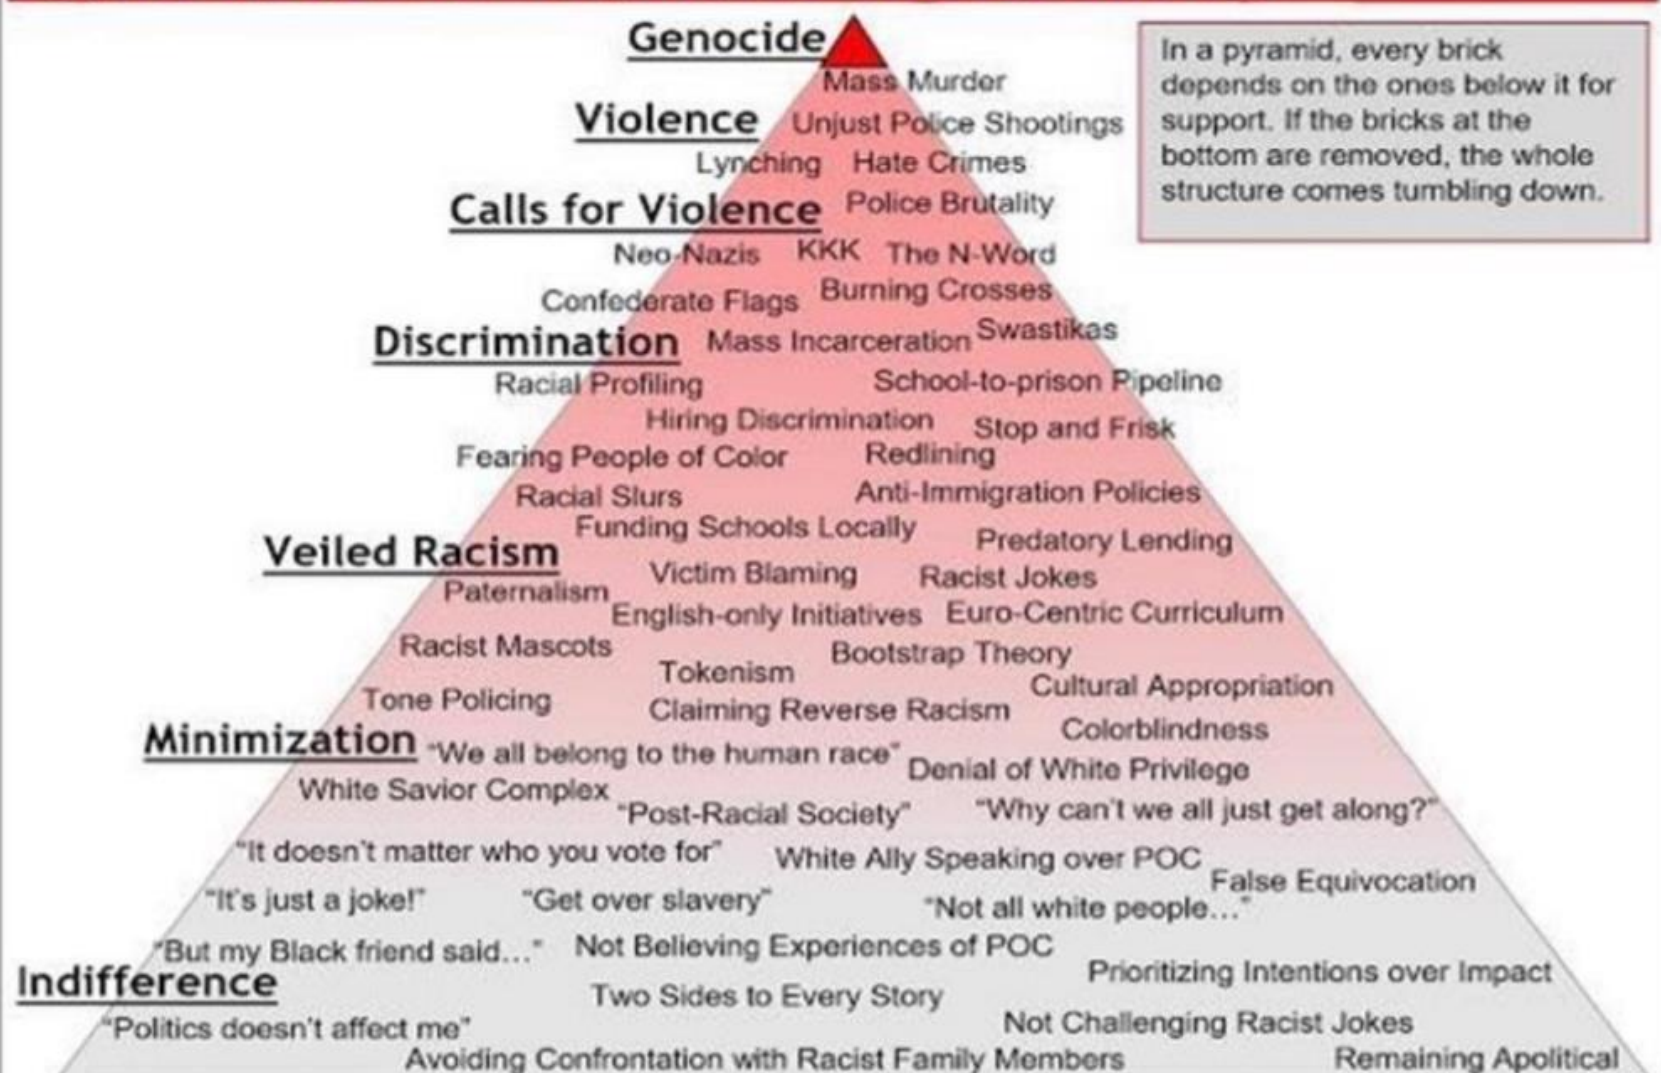 Genocide
Mass Murder
In a pyramid, every brick
depends on the ones below it for
support. If the bricks at the
bottom are removed, the whole
structure comes tumbling down.
Violence Unjust Police Shootings
Lynching Hate Crimes
Calls for Violence Police Brutality
Neo-Nazis KKK The N-Word
Confederate Flags Burning Crosses
Discrimination Mass Incarceration Swastikas
Racial Profiling School-to-prison Pipeline
Hiring Discrimination Stop and Frisk
Fearing People of Color Redlining
Racial Slurs Anti-Immigration Policies
Funding Schools Locally Predatory Lending
Veiled Racism Victim Blaming Racist Jokes
Paternalism English-only Initiatives Euro-Centric Curriculum
Racist Mascots Bootstrap Theory
Tokenism Cultural Appropriation
Tone Policing Claiming Reverse Racism
Colorblindness
Minimization "We all belong to the human race" Denial of White Privilege
White Savior Complex "Post-Racial Society" "Why can't we all just get along?"
"It doesn't matter who you vote for" White Ally Speaking over POC
False Equivocation
"It's just a joke!" "Get over slavery" "Not all white people..."
"But my Black friend said..." Not Believing Experiences of POC
Prioritizing Intentions over Impact
Indifference Two Sides to Every Story
"Politics doesn't affect me" Not Challenging Racist Jokes
Avoiding Confrontation with Racist Family Members Remaining Apolitical